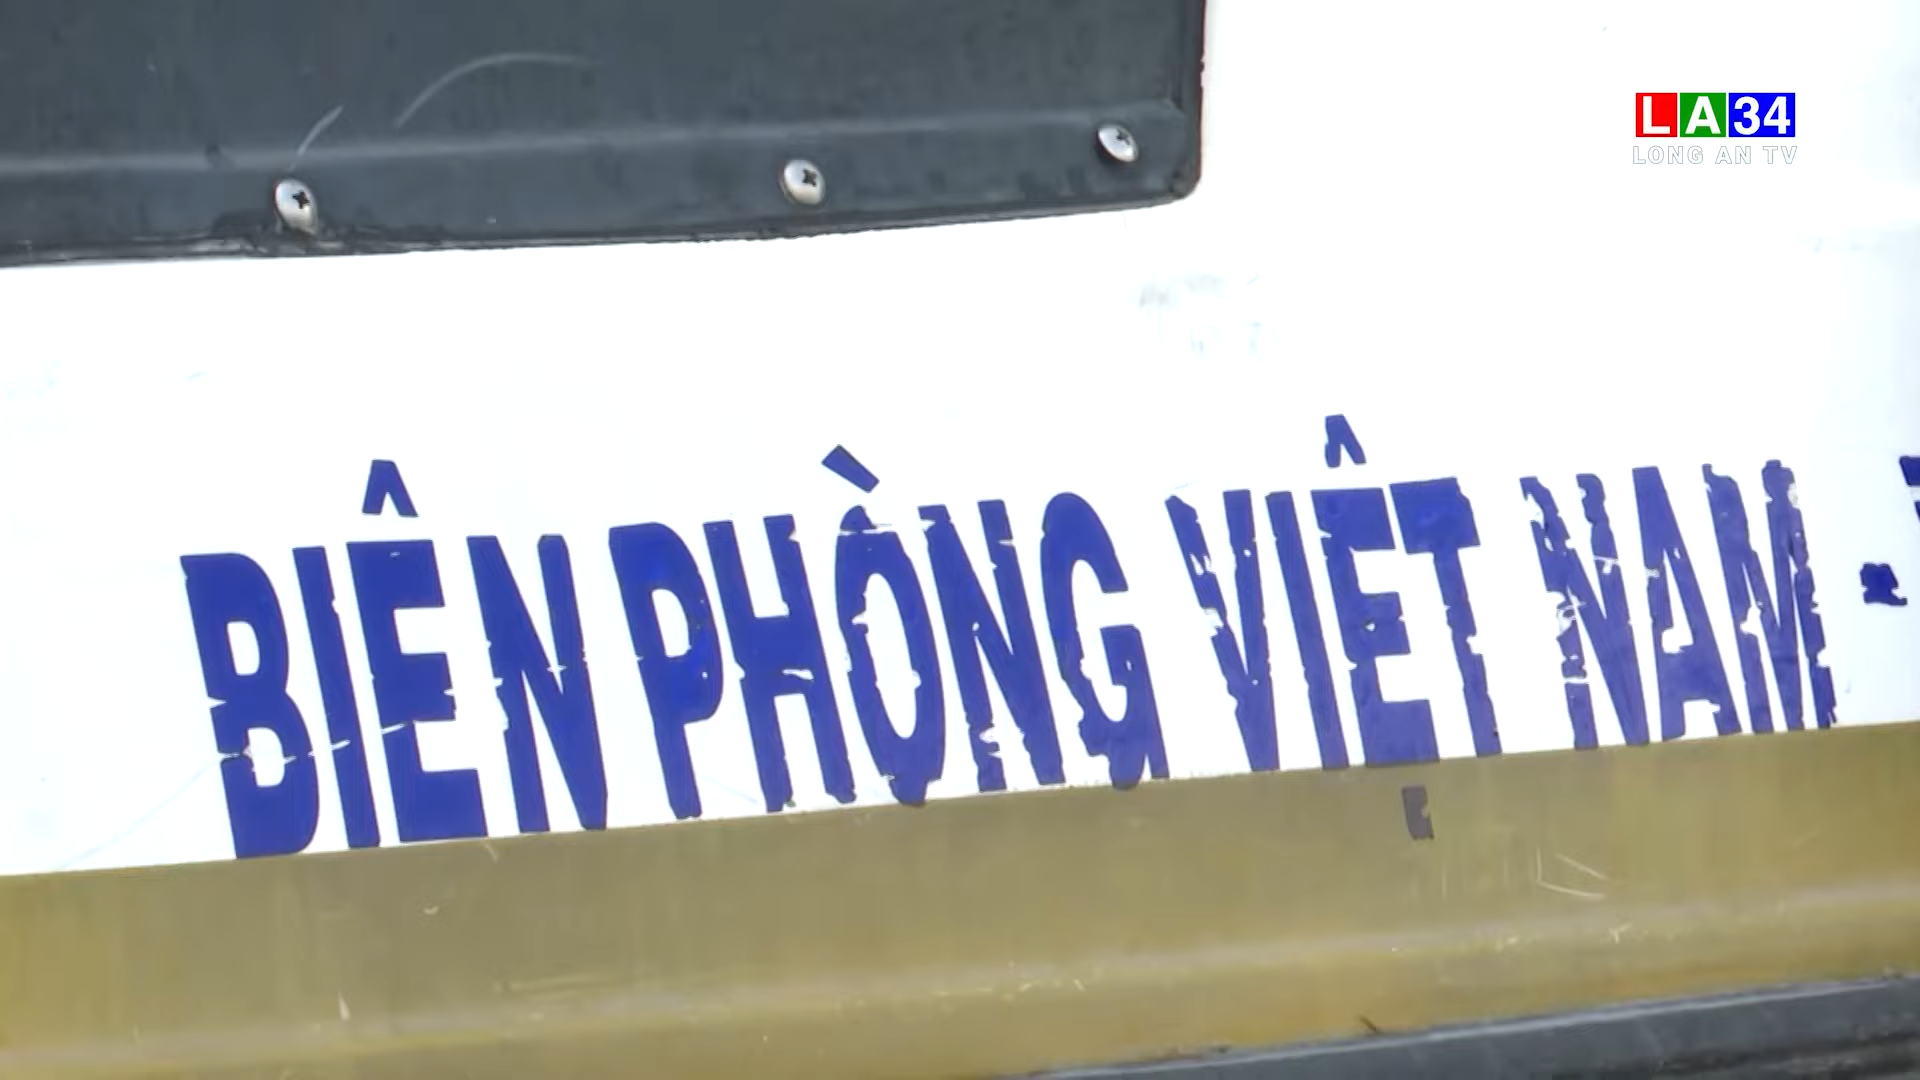 LA34
LONG AN TV
BIÊN PHÒNG VIỆT NAM -